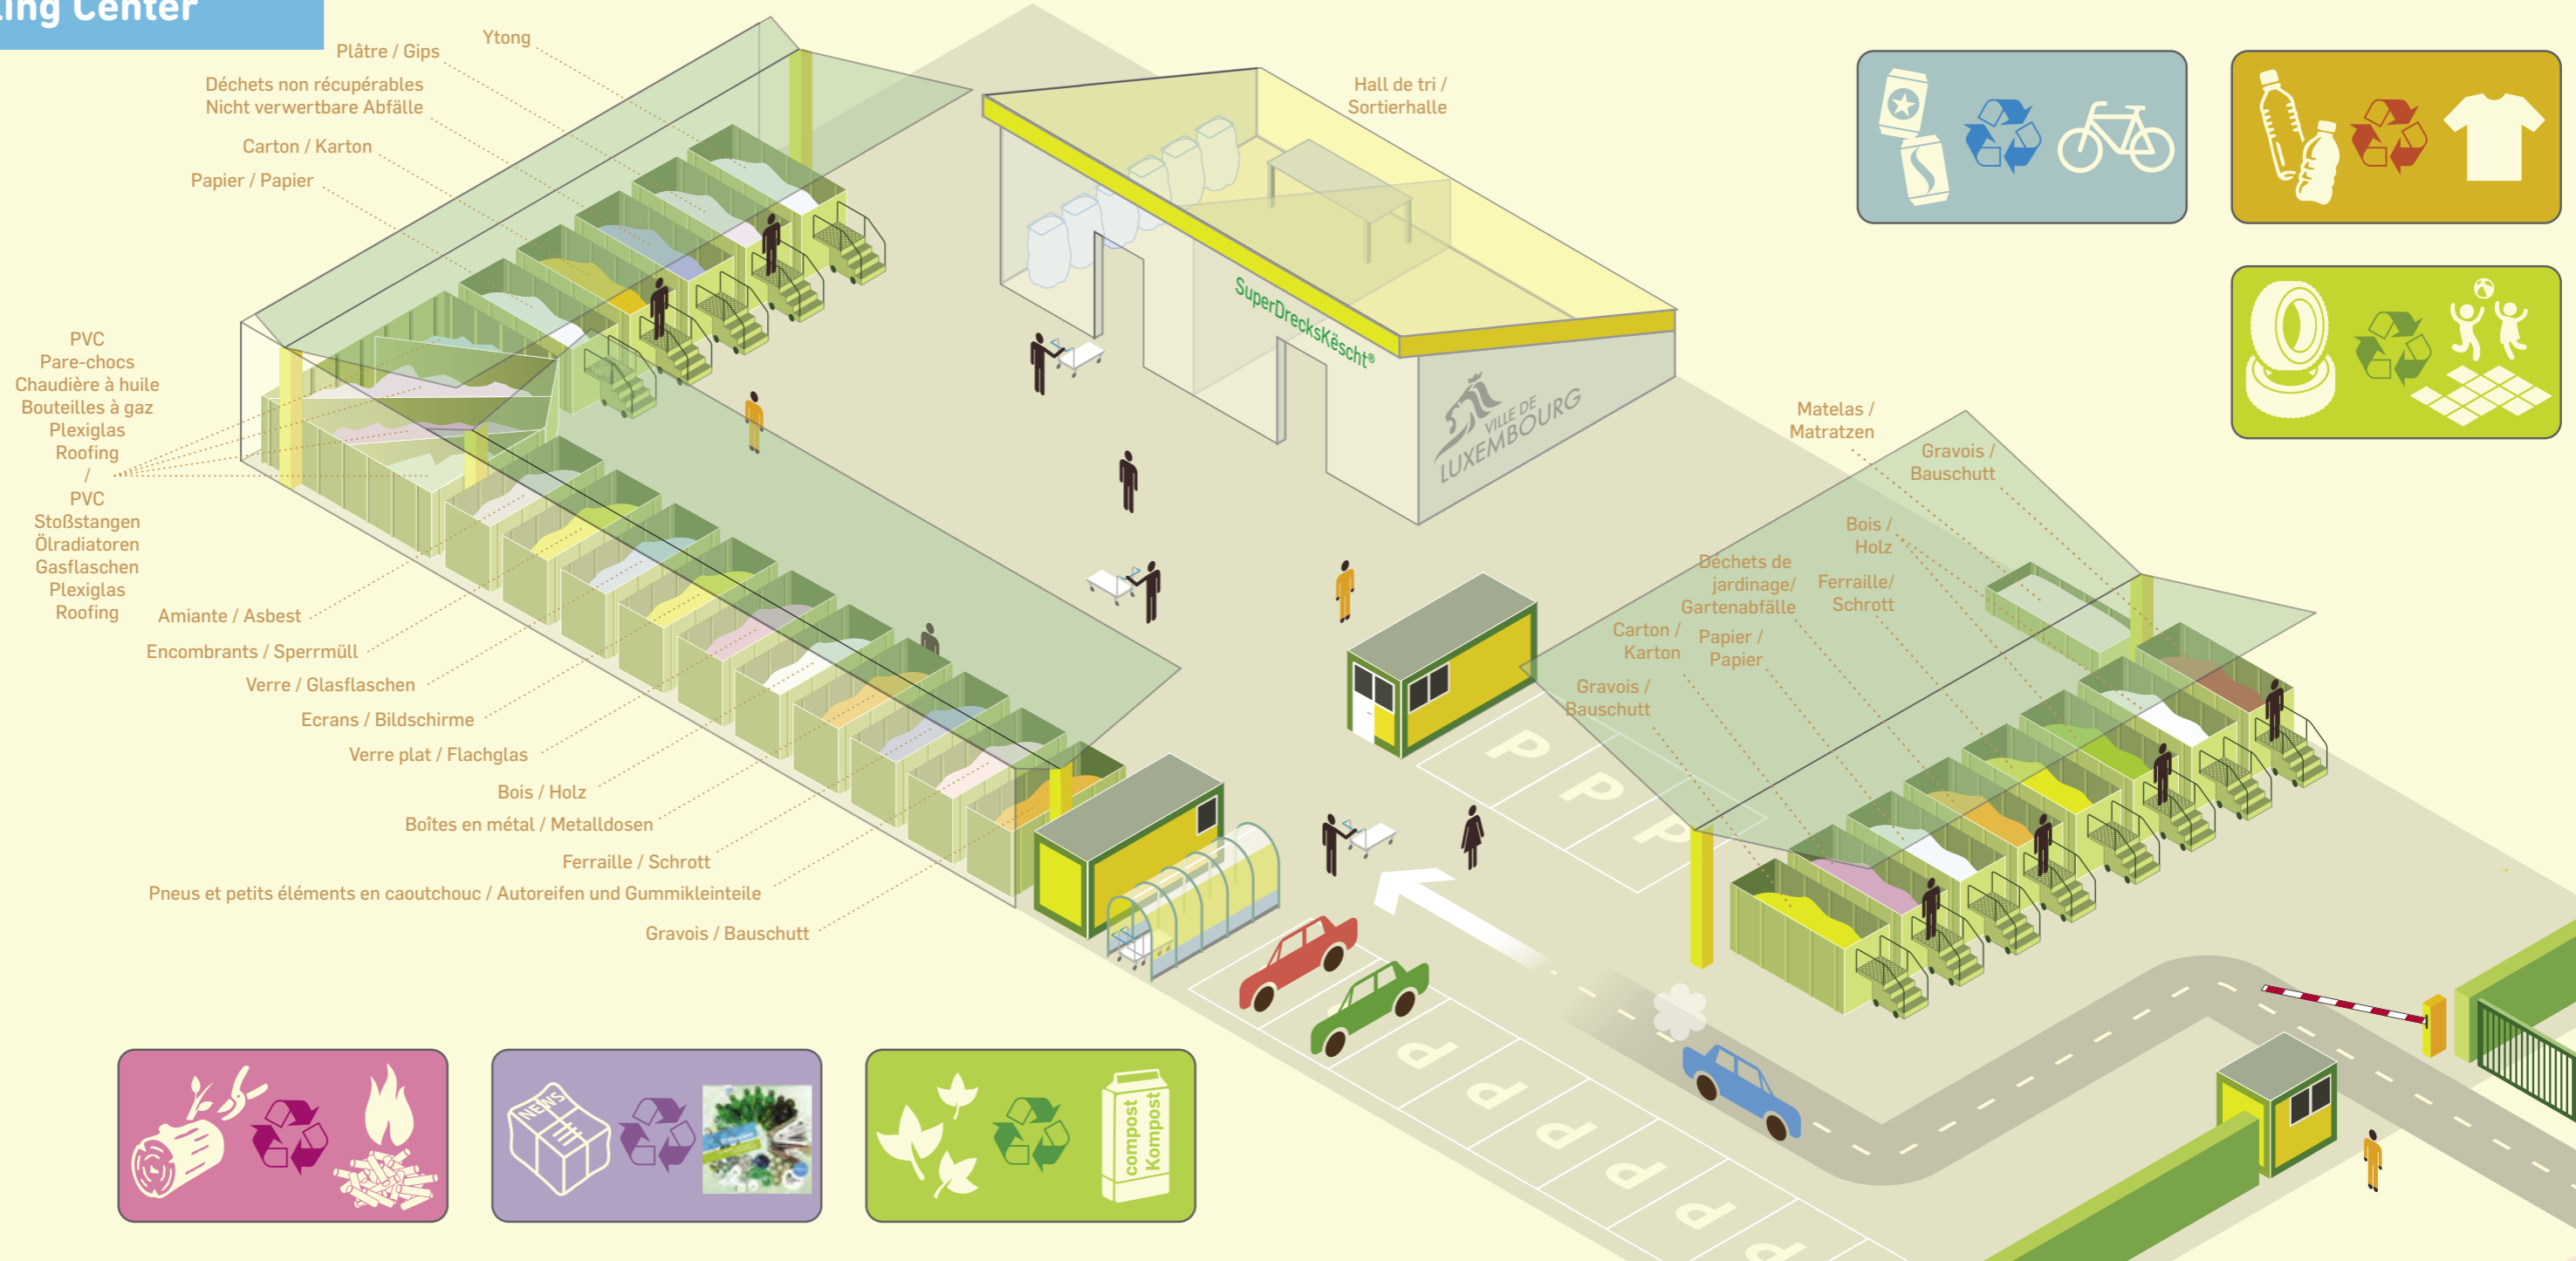 ing Center
Ytong
Plâtre / Gips
Déchets non récupérables
Nicht verwertbare Abfälle
Carton / Karton
Papier / Papier
PVC
Pare-chocs
Chaudière à huile
Bouteilles à gaz
Plexiglas
Roofing
/
PVC
Stoßstangen
Ölradiatoren
Gasflaschen
Plexiglas
Roofing
Amiante / Asbest
Encombrants / Sperrmüll
Verre / Glasflaschen
Ecrans / Bildschirme
Verre plat / Flachglas
Bois / Holz
Boîtes en métal / Metalldosen
Ferraille / Schrott
Pneus et petits éléments en caoutchouc / Autoreifen und Gummikleinteile
Gravois / Bauschutt
Hall de tri /
Sortierhalle
SuperDrecksKëscht®
VILLE DE
LUXEMBOURG
Matelas /
Matratzen
Gravois /
Bauschutt
Bois /
Holz
Ferraille/
Schrott
Déchets de
jardinage/
Gartenabfälle
Papier /
Papier
Carton /
Karton
Gravois /
Bauschutt
P
P
P
P
P
P
P
P
P
NEWS
compost
Kompost